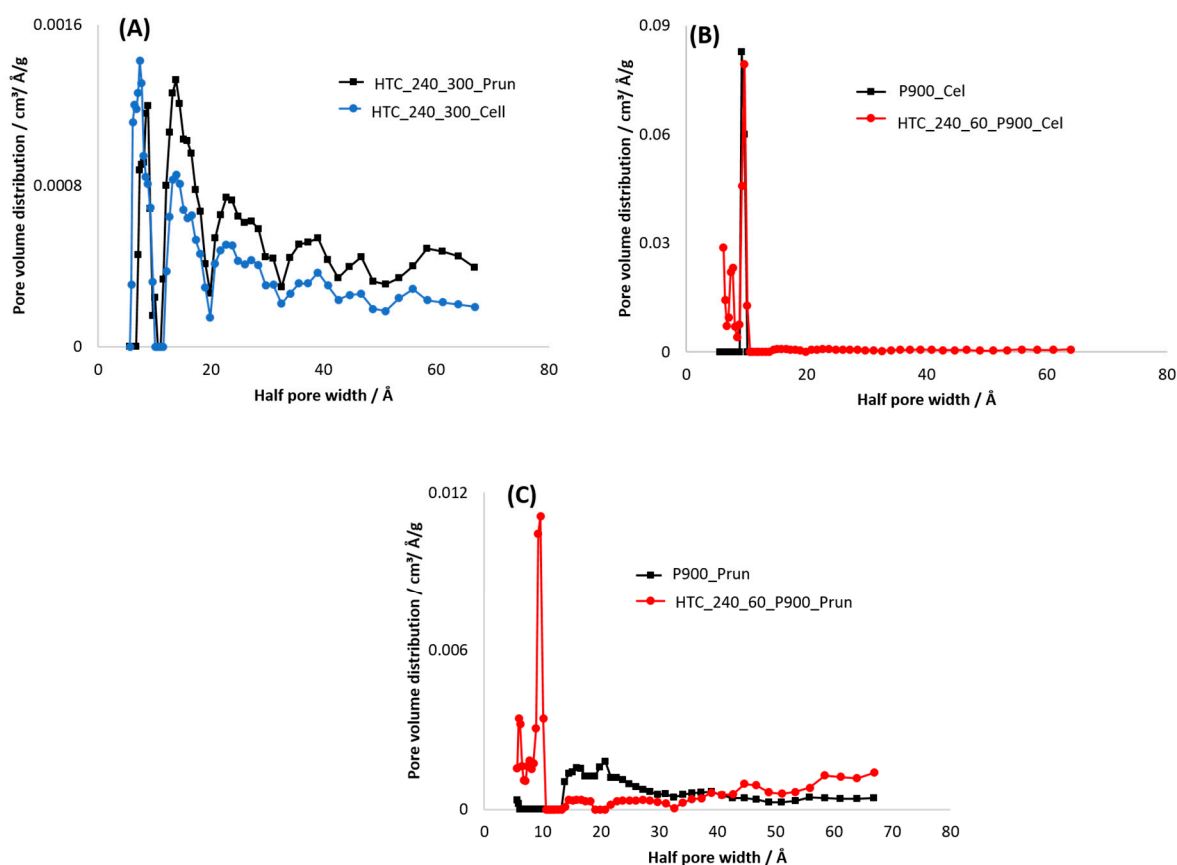 (A)
Pore volume distribution / cm³/ Å/g
0.0016
0.0008
0
0
20
40
60
80
Half pore width / Å
HTC_240_300_Prun
HTC_240_300_Cell
(B)
Pore volume distribution / cm³/ Å/g
0.09
0.06
0.03
0
0
20
40
60
80
Half pore width / Å
P900_Cel
HTC_240_60_P900_Cel
(C)
Pore volume distribution / cm³/ Å/g
0.012
0.006
0
0
10
20
30
40
50
60
70
80
Half pore width / Å
P900_Prun
HTC_240_60_P900_Prun